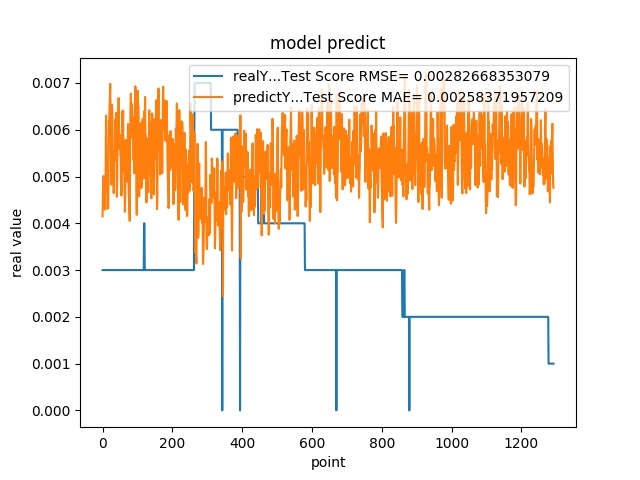 model predict
realY...Test Score RMSE= 0.00282668353079
predictY...Test Score MAE= 0.00258371957209
0.007
0.006
0.005
0.004
0.003
0.002
0.001
0.000
real value
0 200 400 600 800 1000 1200
point